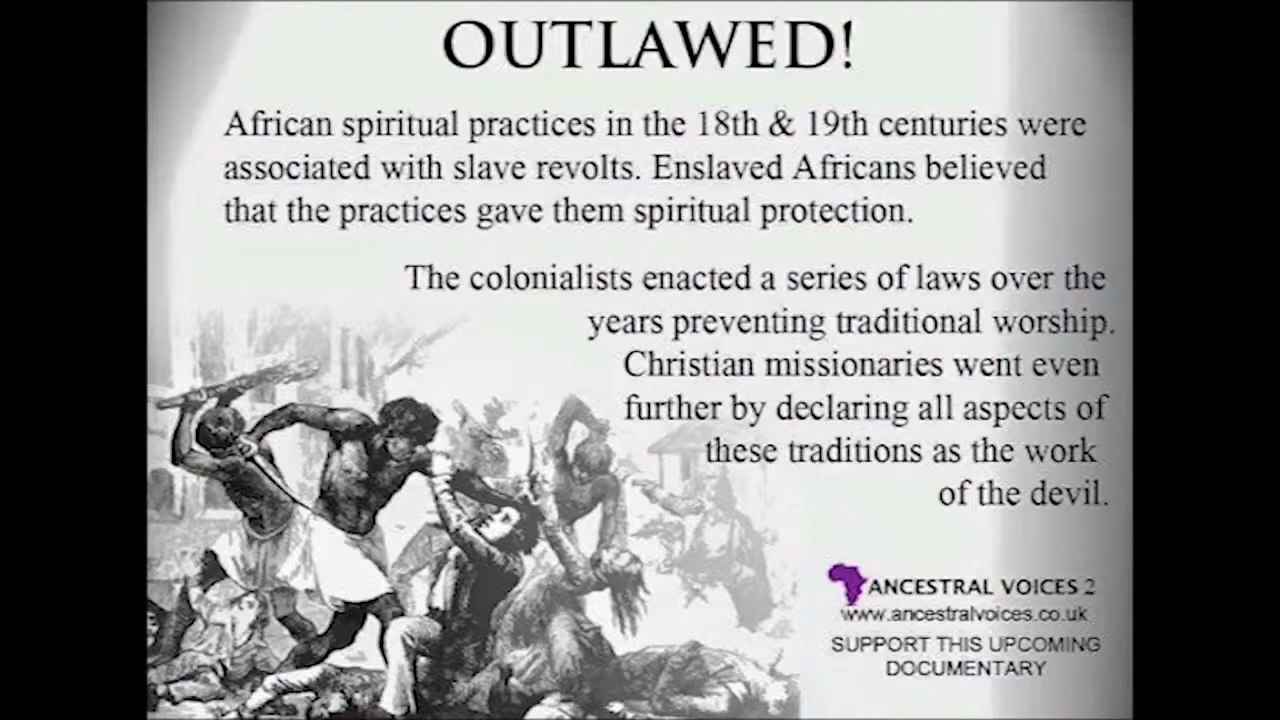 OUTLAWED!
African spiritual practices in the 18th & 19th centuries were
associated with slave revolts. Enslaved Africans believed
that the practices gave them spiritual protection.
The colonialists enacted a series of laws over the
years preventing traditional worship.
Christian missionaries went even
further by declaring all aspects of
these traditions as the work
of the devil.
ANCESTRAL VOICES 2
www.ancestralvoices.co.uk
SUPPORT THIS UPCOMING
DOCUMENTARY